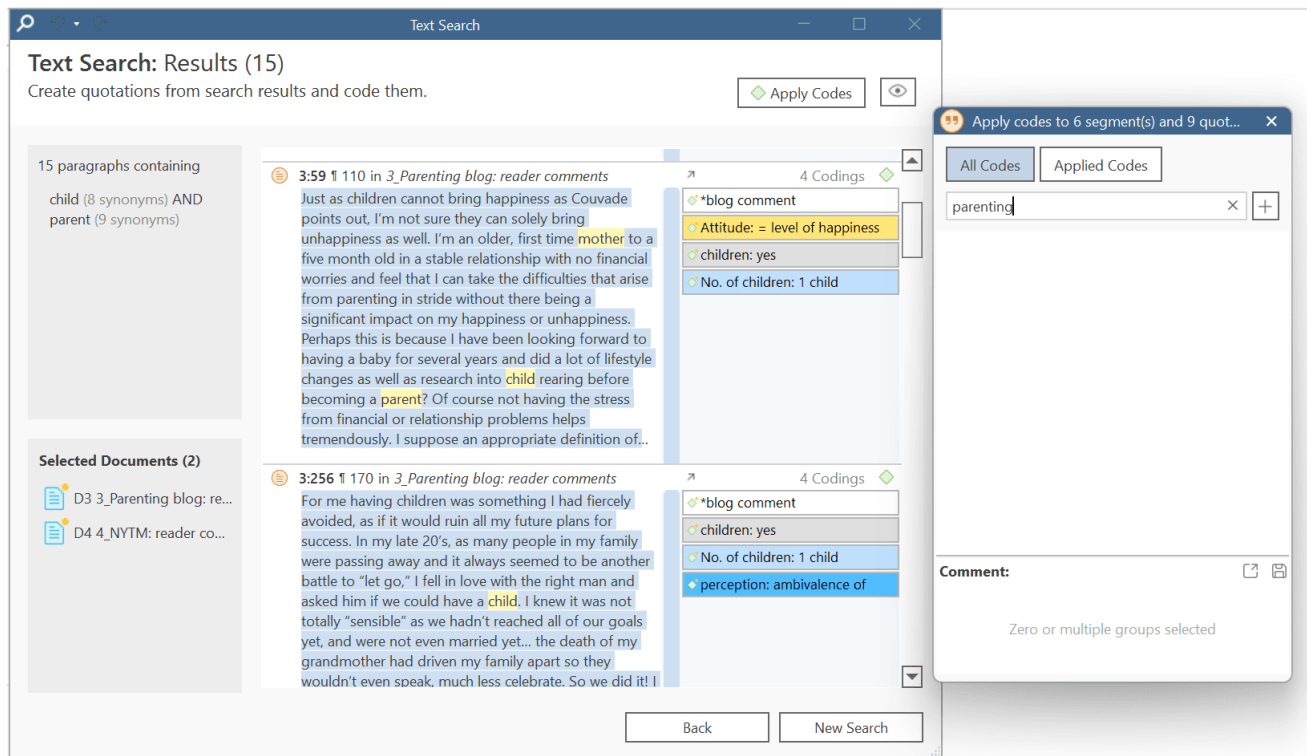 Text Search
Text Search: Results (15)
Create quotations from search results and code them.
Apply Codes
15 paragraphs containing
child (8 synonyms) AND
parent (9 synonyms)
Selected Documents (2)
D3 3_Parenting blog: re...
D4 4_NYTM: reader co...
3:59 ¶ 110 in 3_Parenting blog: reader comments
4 Codings
Just as children cannot bring happiness as Couvade
points out, I'm not sure they can solely bring
unhappiness as well. I'm an older, first time mother to a
five month old in a stable relationship with no financial
worries and feel that I can take the difficulties that arise
from parenting in stride without there being a
significant impact on my happiness or unhappiness.
Perhaps this is because I have been looking forward to
having a baby for several years and did a lot of lifestyle
changes as well as research into child rearing before
becoming a parent? Of course not having the stress
from financial or relationship problems helps
tremendously. I suppose an appropriate definition of...
*blog comment
Attitude: = level of happiness
children: yes
No. of children: 1 child
3:256 ¶ 170 in 3_Parenting blog: reader comments
4 Codings
For me having children was something I had fiercely
avoided, as if it would ruin all my future plans for
success. In my late 20's, as many people in my family
were passing away and it always seemed to be another
battle to "let go," I fell in love with the right man and
asked him if we could have a child. I knew it was not
totally "sensible" as we hadn't reached all of our goals
yet, and were not even married yet... the death of my
grandmother had driven my family apart so they
wouldn't even speak, much less celebrate. So we did it! I
*blog comment
children: yes
No. of children: 1 child
perception: ambivalence of
Back
New Search
Apply codes to 6 segment(s) and 9 quot...
All Codes
Applied Codes
parenting
Comment:
Zero or multiple groups selected